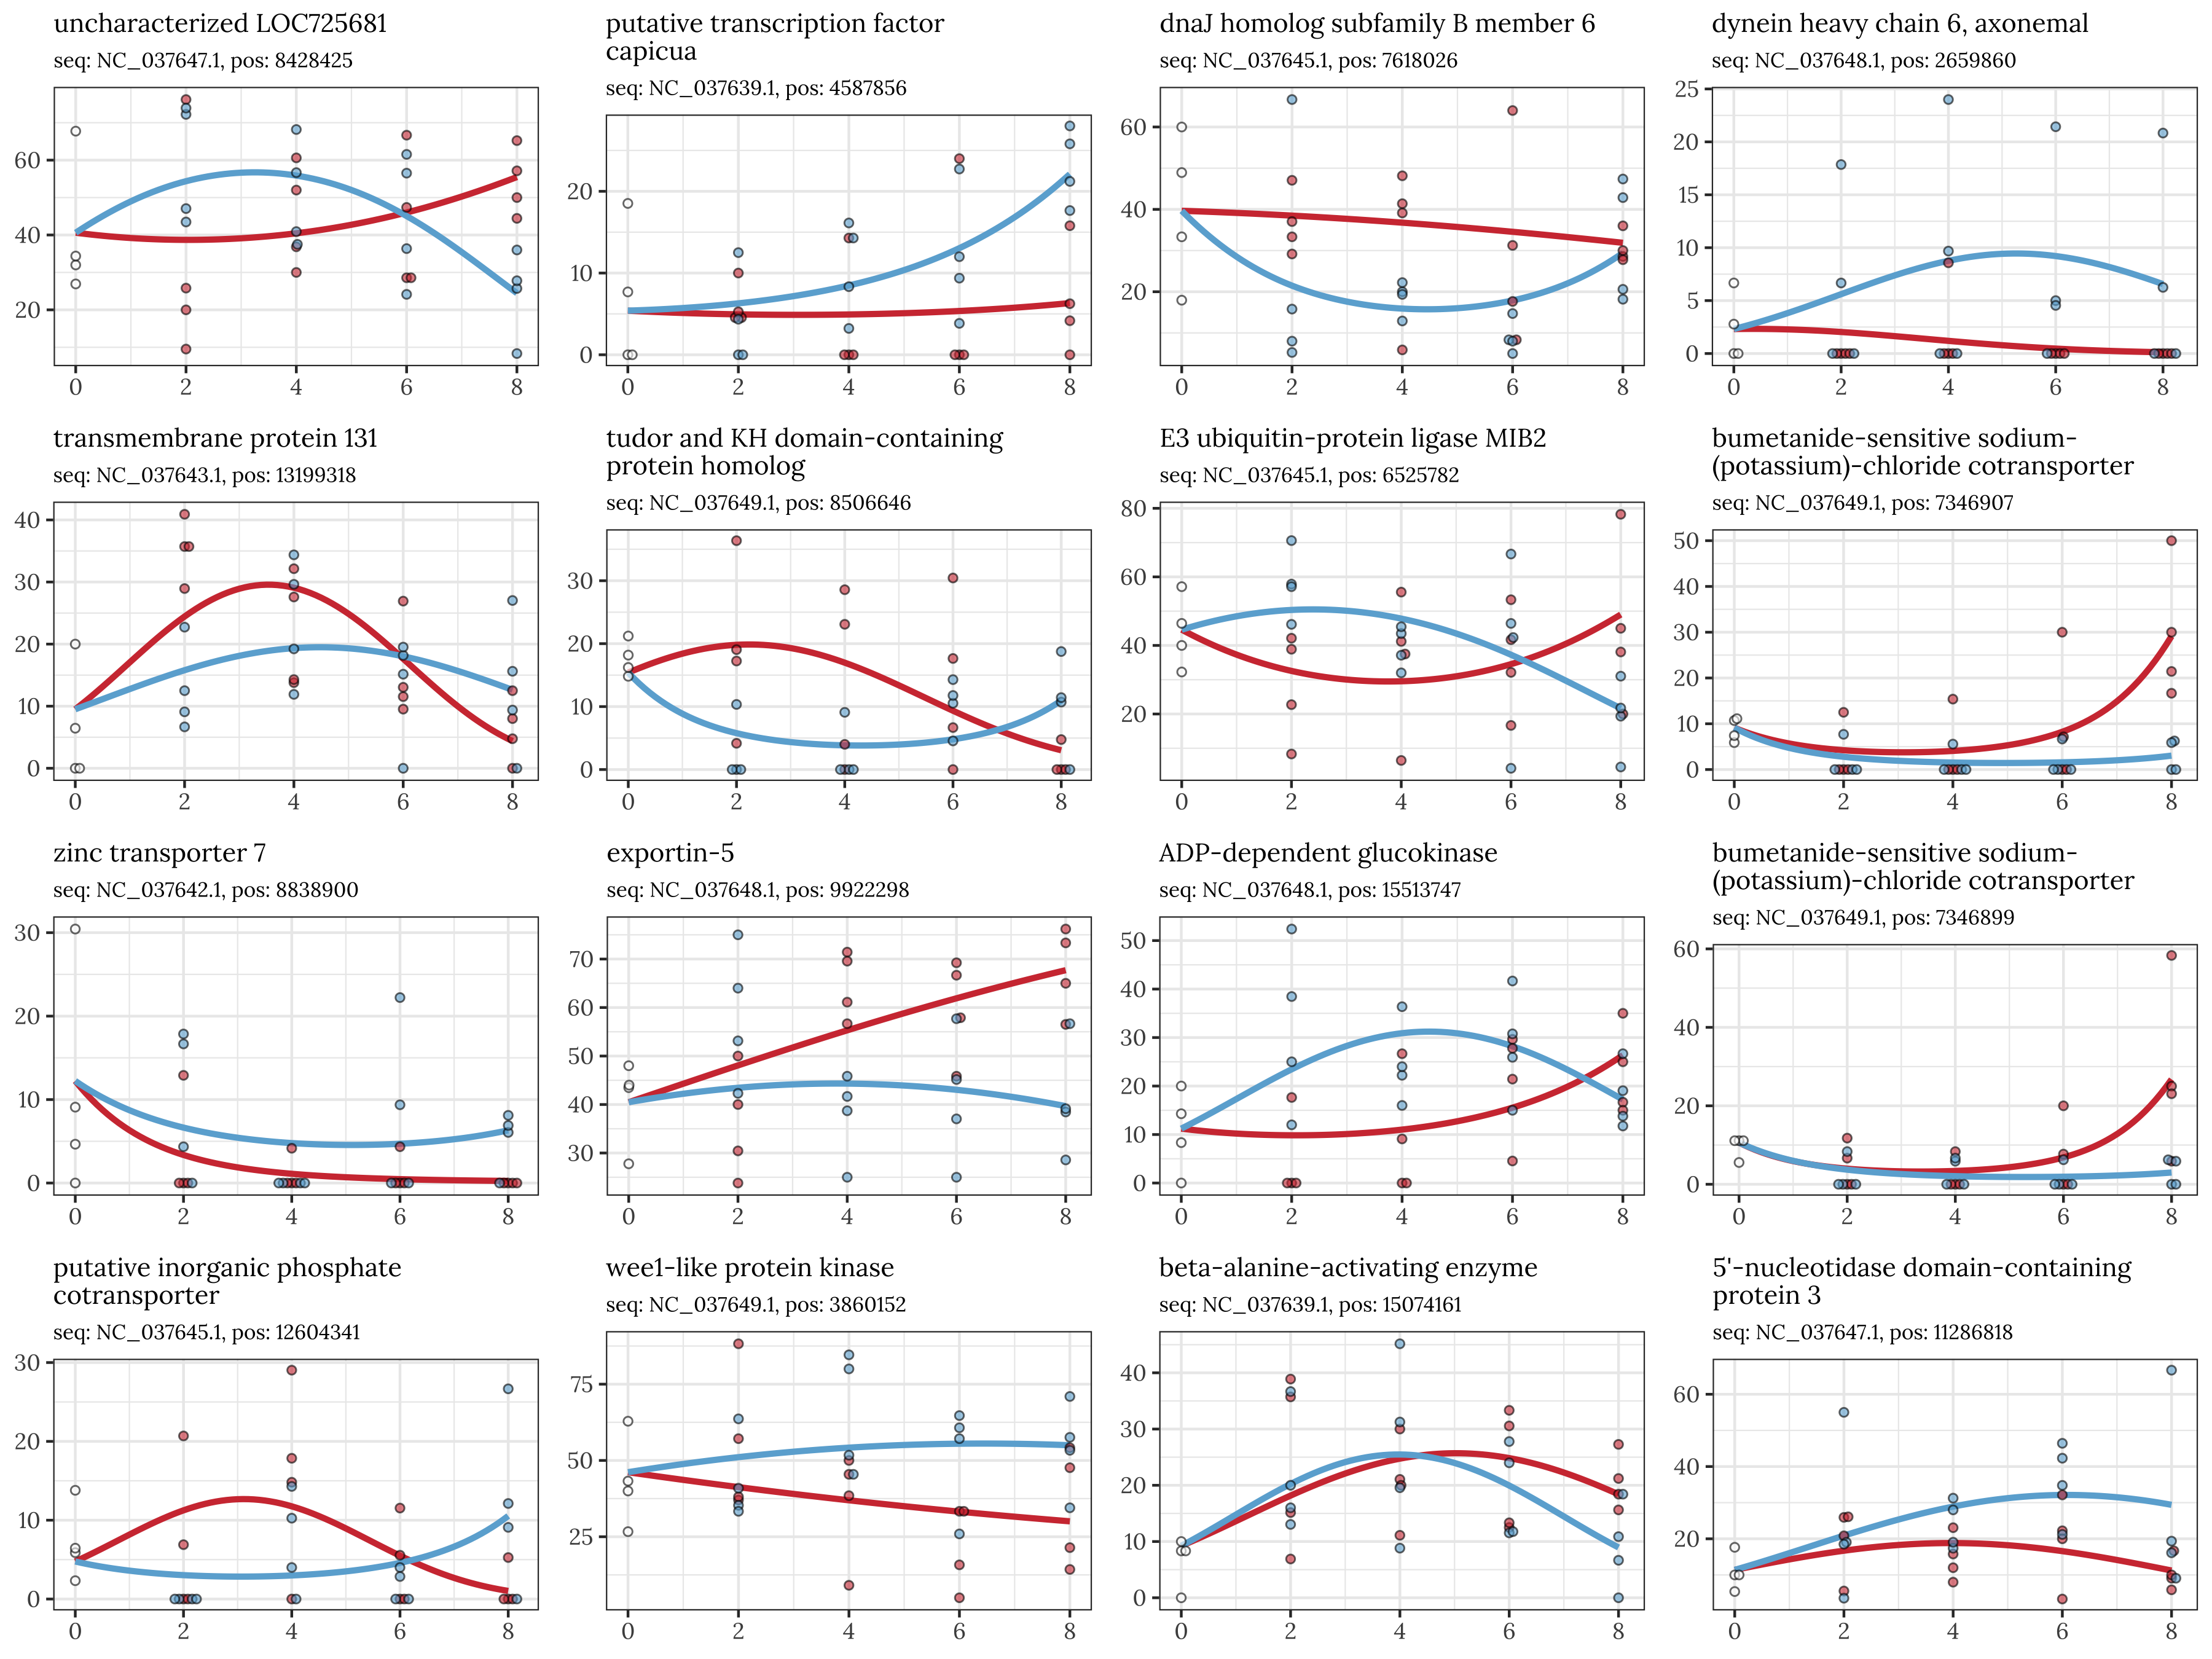 uncharacterized LOC725681
seq: NC_037647.1, pos: 8428425
60
40
20
0 2 4 6 8
putative transcription factor
capicua
seq: NC_037639.1, pos: 4587856
20
10
0
0 2 4 6 8
dnaJ homolog subfamily B member 6
seq: NC_037645.1, pos: 7618026
60
40
20
0 2 4 6 8
dynein heavy chain 6, axonemal
seq: NC_037648.1, pos: 2659860
25
20
15
10
5
0
0 2 4 6 8
transmembrane protein 131
seq: NC_037643.1, pos: 13199318
40
30
20
10
0
0 2 4 6 8
tudor and KH domain-containing
protein homolog
seq: NC_037649.1, pos: 8506646
30
20
10
0
0 2 4 6 8
E3 ubiquitin-protein ligase MIB2
seq: NC_037645.1, pos: 6525782
80
60
40
20
0 2 4 6 8
bumetanide-sensitive sodium-
(potassium)-chloride cotransporter
seq: NC_037649.1, pos: 7346907
50
40
30
20
10
0
0 2 4 6 8
zinc transporter 7
seq: NC_037642.1, pos: 8838900
30
20
10
0
0 2 4 6 8
exportin-5
seq: NC_037648.1, pos: 9922298
70
60
50
40
30
0 2 4 6 8
ADP-dependent glucokinase
seq: NC_037648.1, pos: 15513747
50
40
30
20
10
0
0 2 4 6 8
bumetanide-sensitive sodium-
(potassium)-chloride cotransporter
seq: NC_037649.1, pos: 7346899
60
40
20
0
0 2 4 6 8
putative inorganic phosphate
cotransporter
seq: NC_037645.1, pos: 12604341
30
20
10
0
0 2 4 6 8
wee1-like protein kinase
seq: NC_037649.1, pos: 3860152
75
50
25
0 2 4 6 8
beta-alanine-activating enzyme
seq: NC_037639.1, pos: 15074161
40
30
20
10
0
0 2 4 6 8
5'-nucleotidase domain-containing
protein 3
seq: NC_037647.1, pos: 11286818
60
40
20
0 2 4 6 8